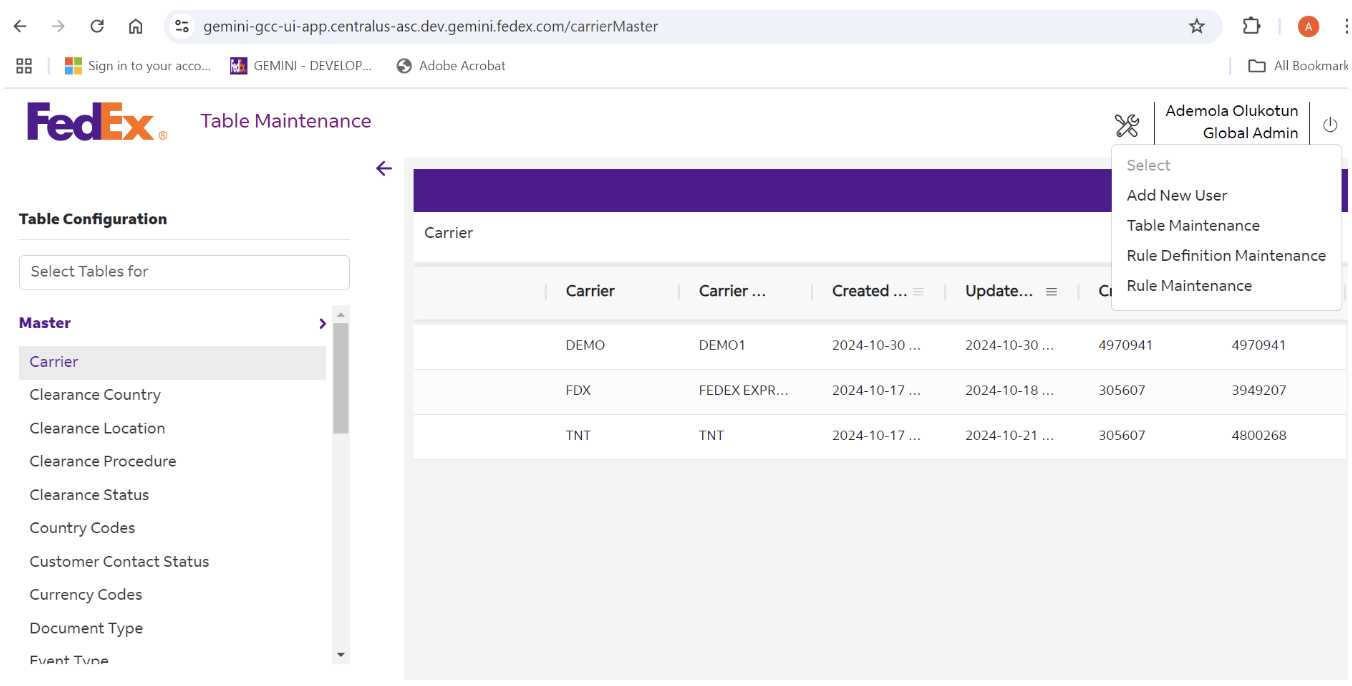 gemini-gcc-ui-app.centralus-asc.dev.gemini.fedex.com/carrierMaster
A
Sign in to your acco...
GEMINI - DEVELOP...
Adobe Acrobat
All Bookmark
FedEx®
Table Maintenance
Ademola Olukotun
Global Admin
Select
Add New User
Table Maintenance
Rule Definition Maintenance
Rule Maintenance
Table Configuration
Select Tables for
Master
Carrier
Clearance Country
Clearance Location
Clearance Procedure
Clearance Status
Country Codes
Customer Contact Status
Currency Codes
Document Type
Event Type
Carrier
Carrier Carrier ... Created ... Update... Cr
DEMO DEMO1 2024-10-30 ... 2024-10-30 ... 4970941 4970941
FDX FEDEX EXPR... 2024-10-17 ... 2024-10-18 ... 305607 3949207
TNT TNT 2024-10-17 ... 2024-10-21 ... 305607 4800268